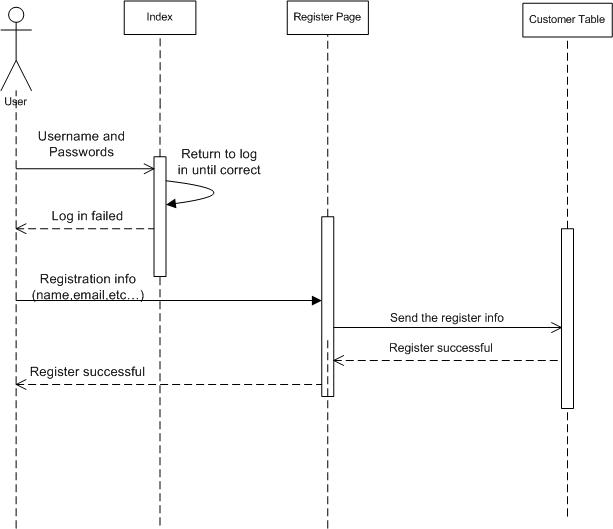 Index
Register Page
Customer Table
User
Username and
Passwords
Return to log
in until correct
Log in failed
Registration info
(name,email,etc...)
Send the register info
Register successful
Register successful